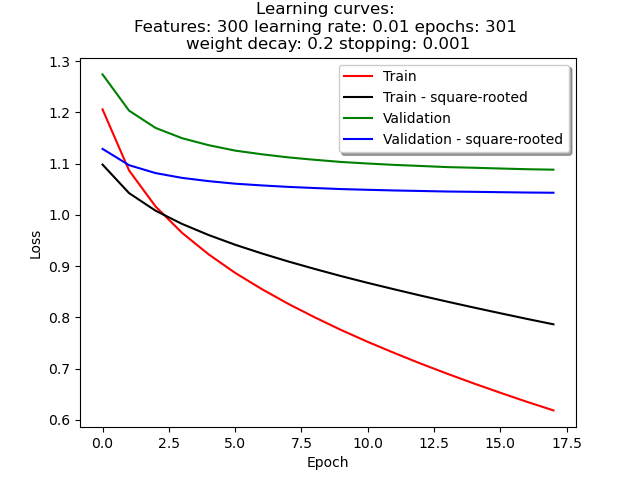 Learning curves:
Features: 300 learning rate: 0.01 epochs: 301
weight decay: 0.2 stopping: 0.001
1.3
1.2
1.1
1.0
0.9
0.8
0.7
0.6
Loss
Train
Train - square-rooted
Validation
Validation - square-rooted
0.0 2.5 5.0 7.5 10.0 12.5 15.0 17.5
Epoch